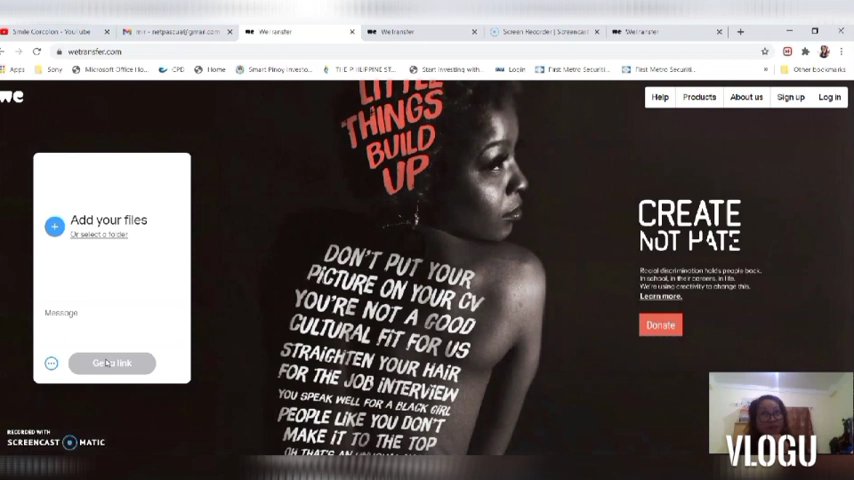 Smile Corcolon - YouTube
WeTransfer
WeTransfer
Screen Recorder | Screencast
WeTransfer
wetransfer.com
Apps
Sony
Microsoft Office Ho...
CPD
Home
Smart Pinoy Investo...
THE PHILIPPINE ST...
Start Investing with...
Login
First Metro Securiti...
First Metro Securiti...
Other bookmarks
we
Help
Products
About us
Sign up
Log in
LITTLE
THINGS
BUILD
UP
Add your files
Or select a folder
Message
Get a link
DON'T PUT YOUR
PICTURE ON YOUR CV
YOU'RE NOT A GOOD
CULTURAL FIT FOR US
STRAIGHTEN YOUR HAIR
FOR THE JOB INTERVIEW
YOU SPEAK WELL FOR A BLACK GIRL
PEOPLE LIKE YOU DON'T
MAKE IT TO THE TOP
CREATE
NOT HATE
Racial discrimination holds people back.
In school, in their careers, in life.
We're using creativity to change this.
Learn more.
Donate
RECORDED WITH
SCREENCAST MATIC
VLOGU